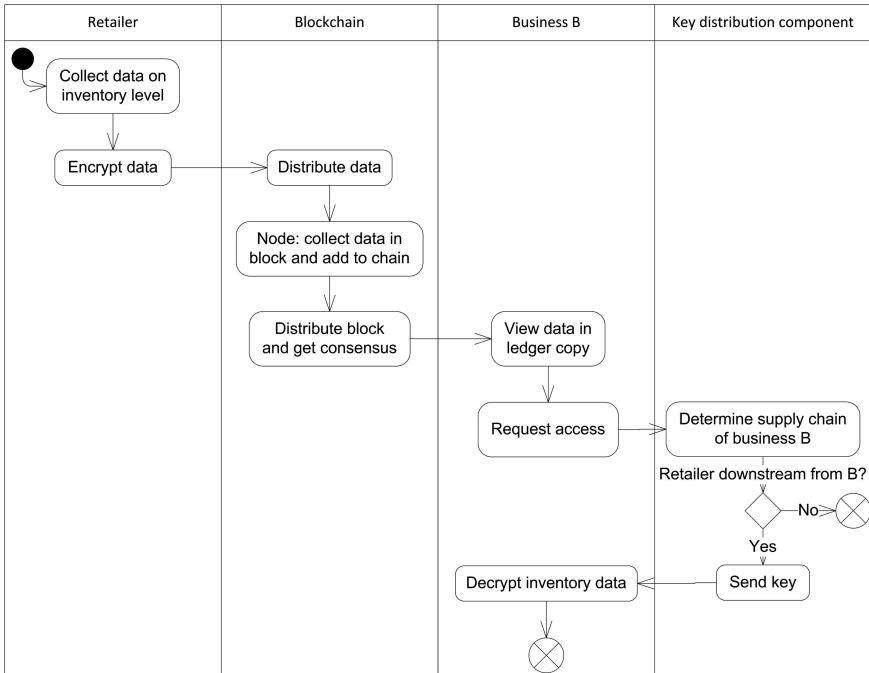 Retailer
Blockchain
Business B
Key distribution component
Collect data on
inventory level
Encrypt data
Distribute data
Node: collect data in
block and add to chain
Distribute block
and get consensus
View data in
ledger copy
Request access
Determine supply chain
of business B
Retailer downstream from B?
No
Yes
Send key
Decrypt inventory data